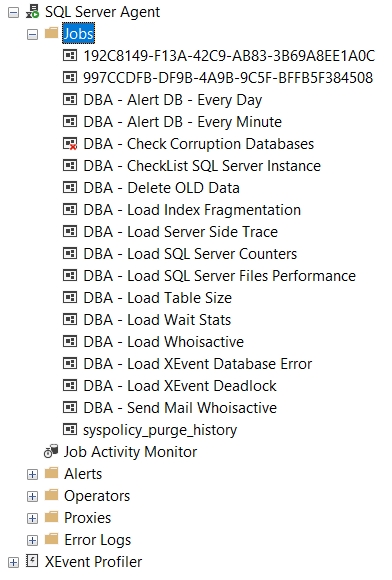 SQL Server Agent
Jobs
192C8149-F13A-42C9-AB83-3B69A8EE1A0C
997CCDFB-DF9B-4A9B-9C5F-BFFB5F384508
DBA - Alert DB - Every Day
DBA - Alert DB - Every Minute
DBA - Check Corruption Databases
DBA - CheckList SQL Server Instance
DBA - Delete OLD Data
DBA - Load Index Fragmentation
DBA - Load Server Side Trace
DBA - Load SQL Server Counters
DBA - Load SQL Server Files Performance
DBA - Load Table Size
DBA - Load Wait Stats
DBA - Load Whoisactive
DBA - Load XEvent Database Error
DBA - Load XEvent Deadlock
DBA - Send Mail Whoisactive
syspolicy_purge_history
Job Activity Monitor
Alerts
Operators
Proxies
Error Logs
XEvent Profiler